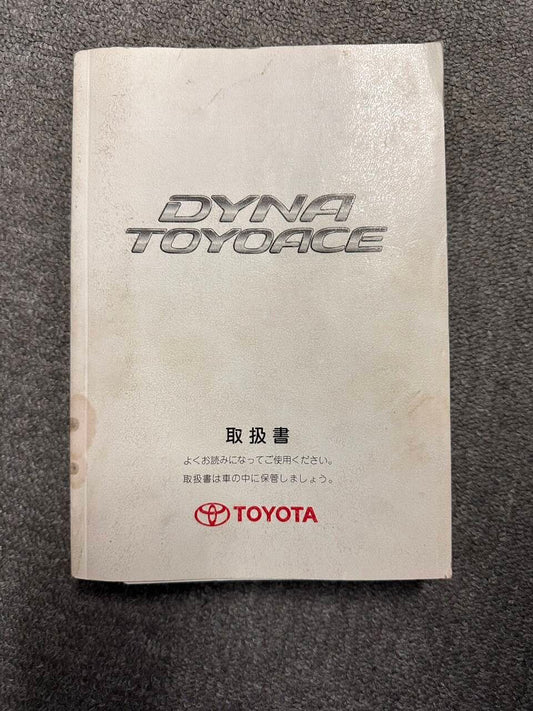 DYNA
TOYOACE
取扱書
よくお読みになってご使用ください。
取扱書は車の中に保管しましょう。
TOYOTA